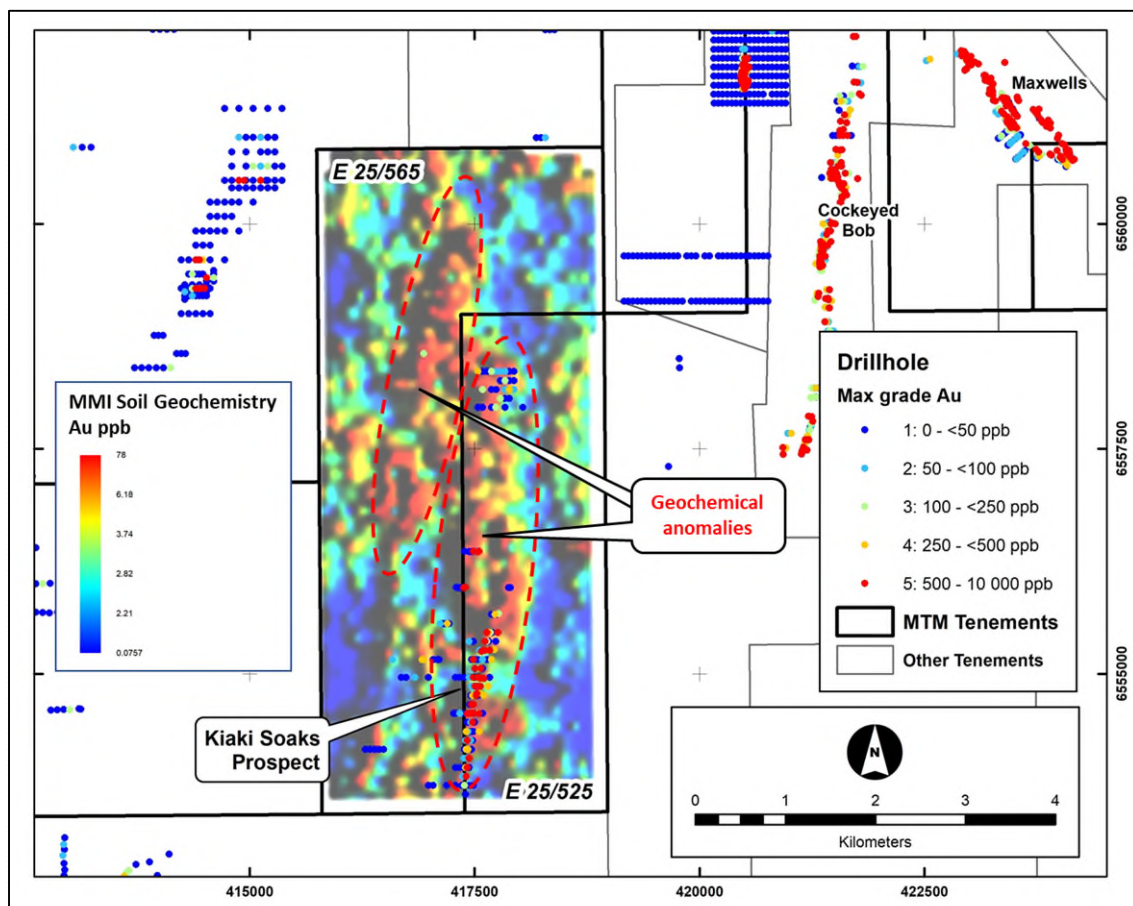 E 25/565
Maxwells
Cockeyed
Bob
6560000
6557500
6555000
MMI Soil Geochemistry
Au ppb
78
6.18
3.74
2.82
2.21
0.0757
Geochemical
anomalies
Drillhole
Max grade Au
1: 0 - <50 ppb
2: 50 - <100 ppb
3: 100 - <250 ppb
4: 250 - <500 ppb
5: 500 - 10 000 ppb
MTM Tenements
Other Tenements
Kiaki Soaks
Prospect
E 25/525
N
0 1 2 3 4
Kilometers
415000 417500 420000 422500